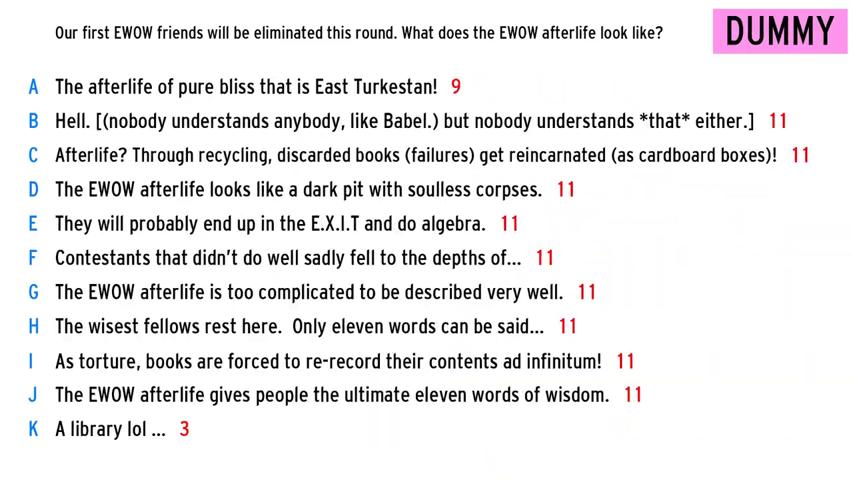 Our first EWOW friends will be eliminated this round. What does the EWOW afterlife look like?
DUMMY
A The afterlife of pure bliss that is East Turkestan! 9
B Hell. [(nobody understands anybody, like Babel.) but nobody understands *that* either.] 11
C Afterlife? Through recycling, discarded books (failures) get reincarnated (as cardboard boxes)! 11
D The EWOW afterlife looks like a dark pit with soulless corpses. 11
E They will probably end up in the E.X.I.T and do algebra. 11
F Contestants that didn't do well sadly fell to the depths of... 11
G The EWOW afterlife is too complicated to be described very well. 11
H The wisest fellows rest here. Only eleven words can be said... 11
I As torture, books are forced to re-record their contents ad infinitum! 11
J The EWOW afterlife gives people the ultimate eleven words of wisdom. 11
K A library lol ... 3